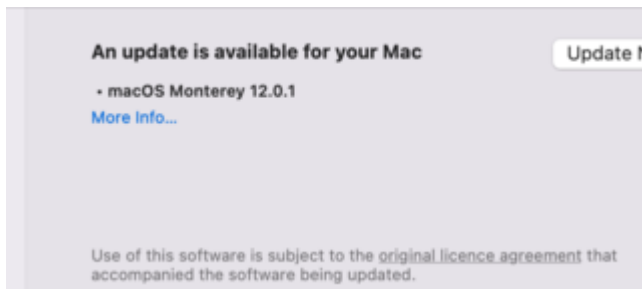 An update is available for your Mac
Update
• macOS Monterey 12.0.1
More Info...
Use of this software is subject to the original licence agreement that
accompanied the software being updated.